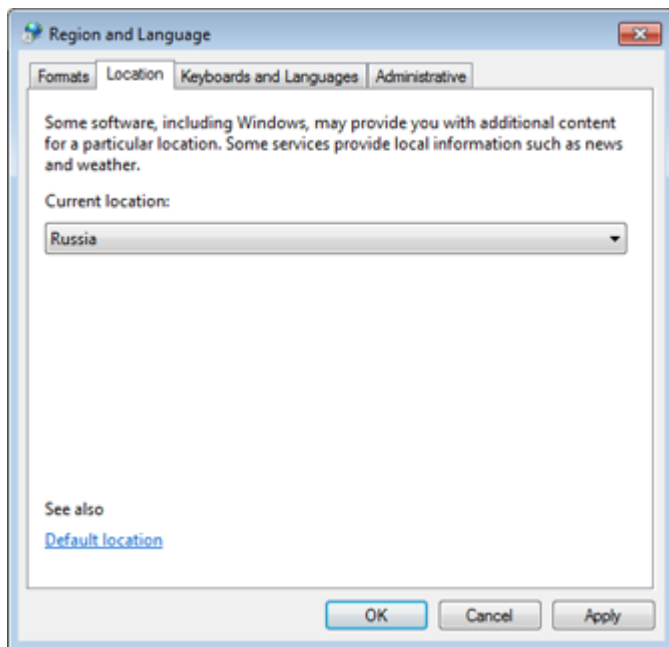 Region and Language
Formats Location Keyboards and Languages Administrative
Some software, including Windows, may provide you with additional content
for a particular location. Some services provide local information such as news
and weather.
Current location:
Russia
See also
Default location
OK Cancel Apply